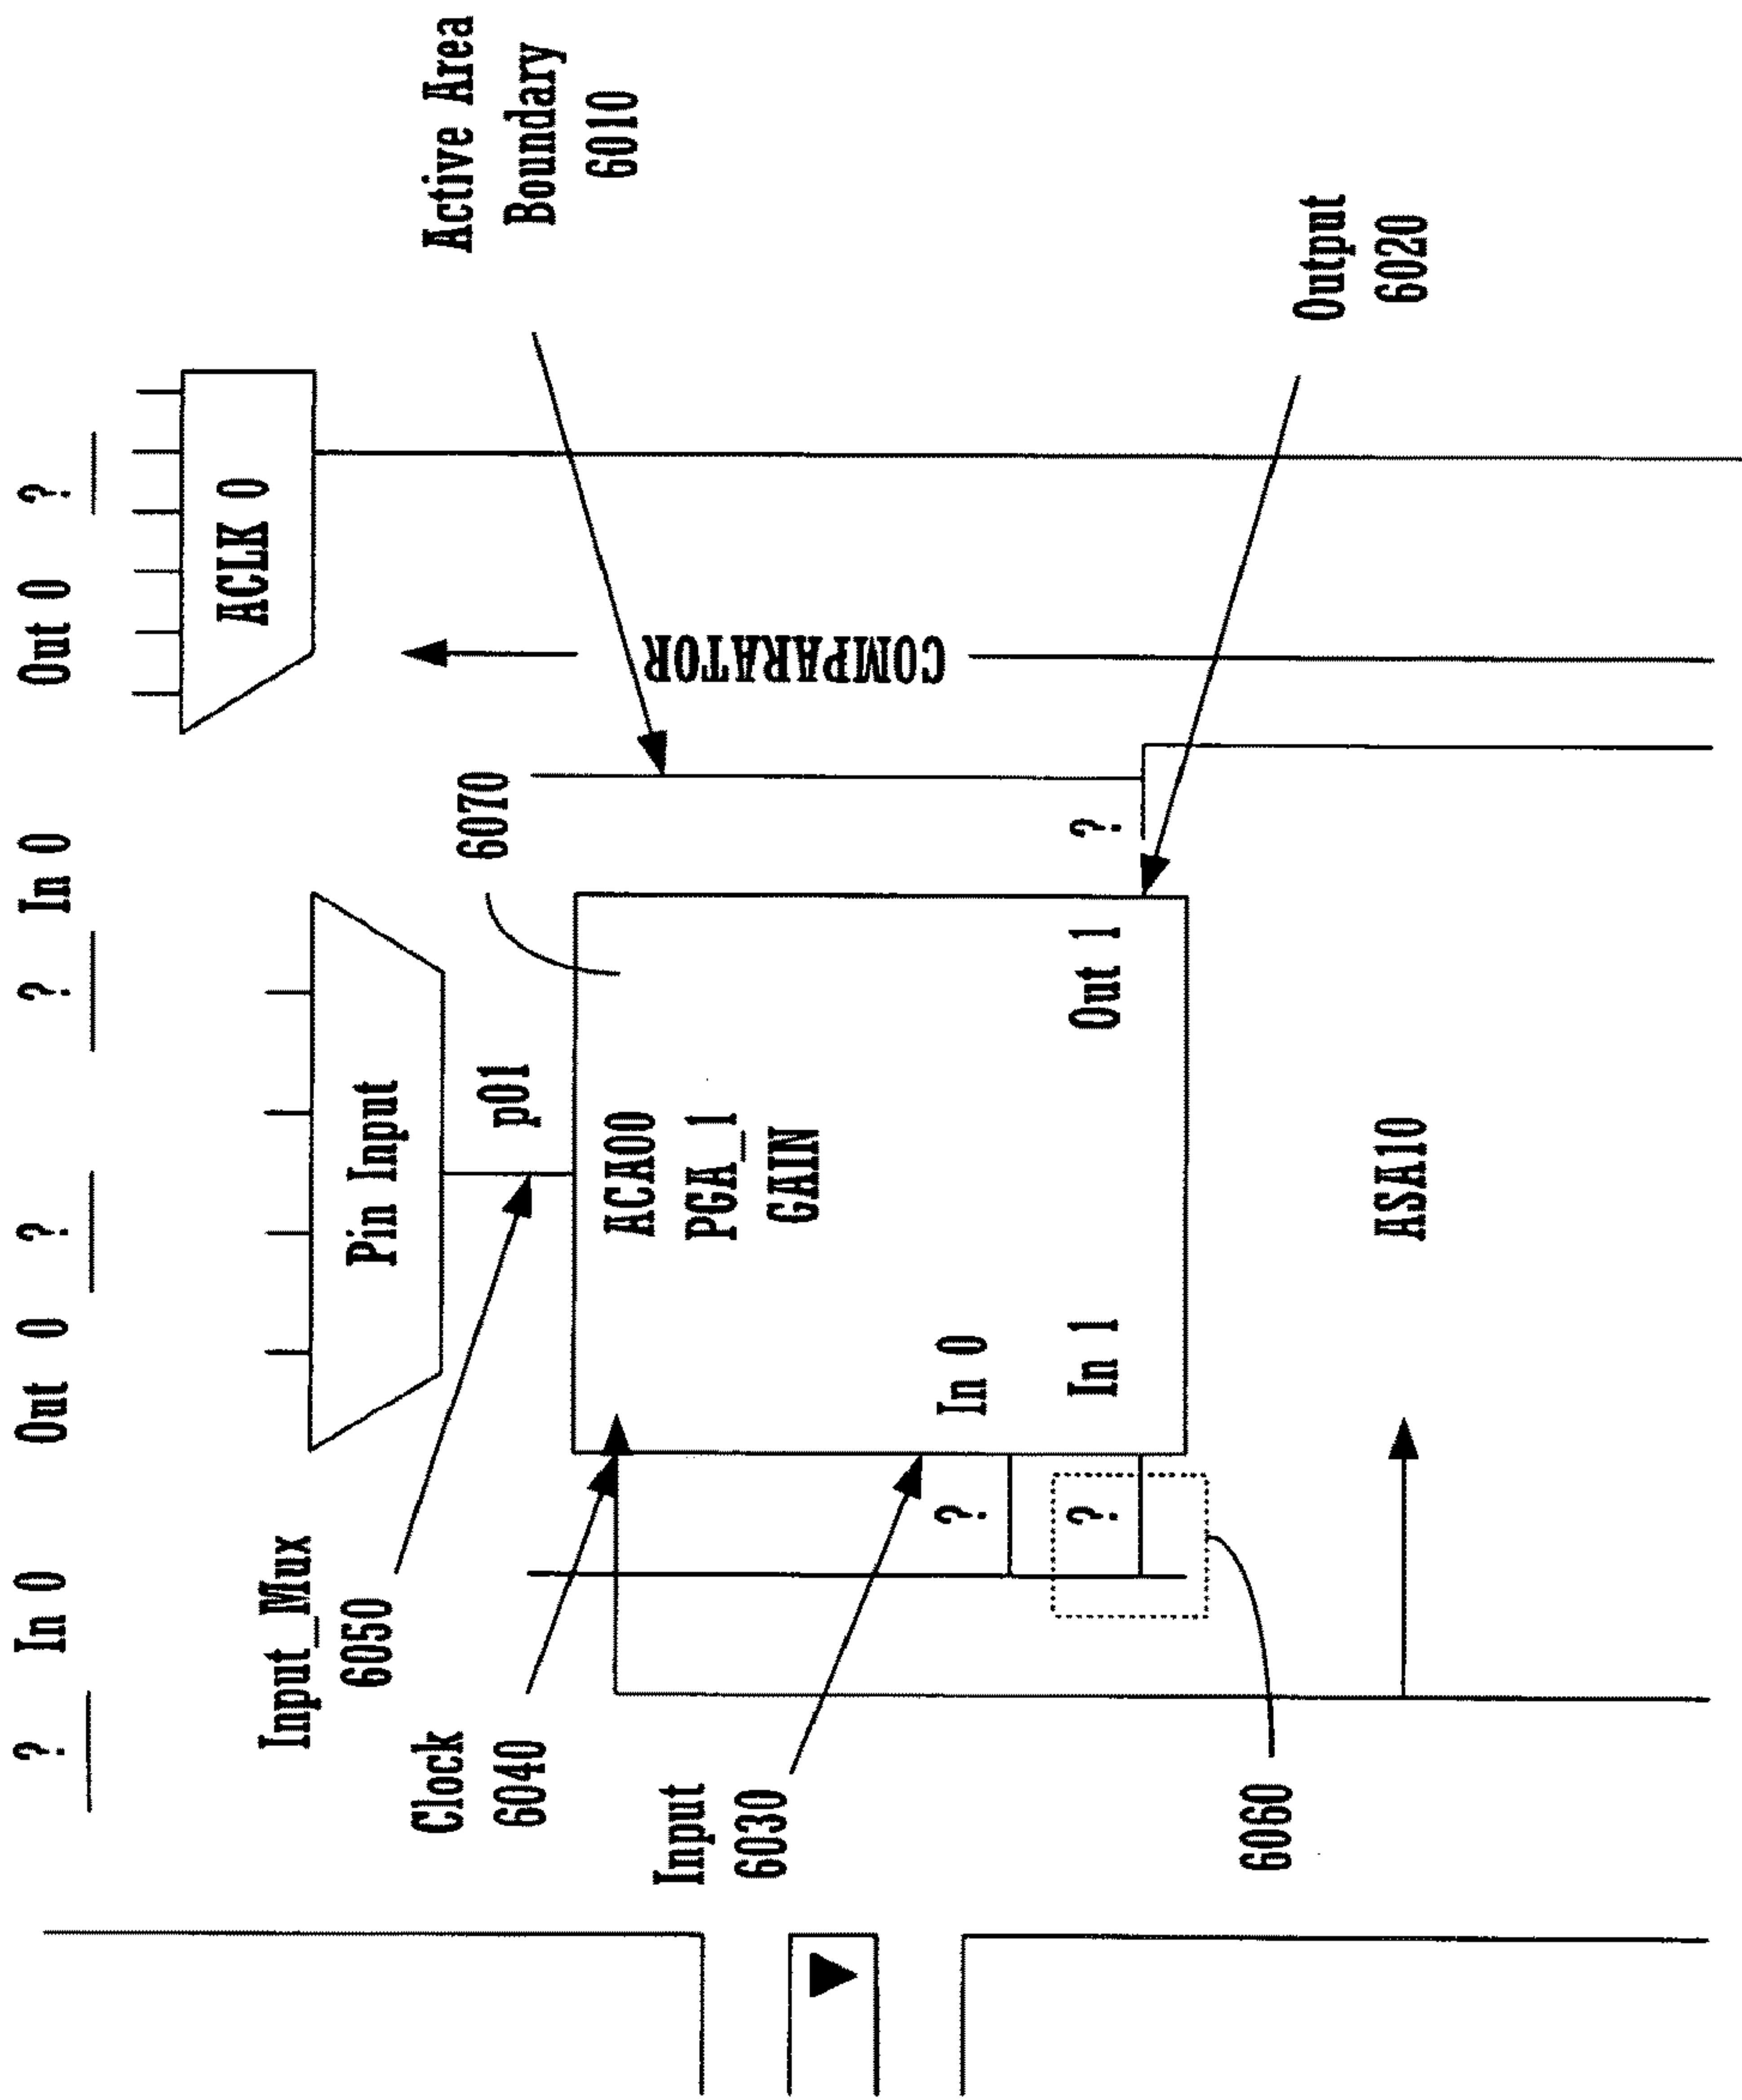 ? In 0 Out 0 ? ? In 0 Out 0 ?
ACLK 0
Pin Input
Input_Mux
6050
p01
Active Area
Boundary
6010
Clock
6040
6070
ACA00
PGA_1
GAIN
COMPARATOR
Input
6030
? In 0
? In 1
Out 1 ?
6060
Output
6020
ASA10